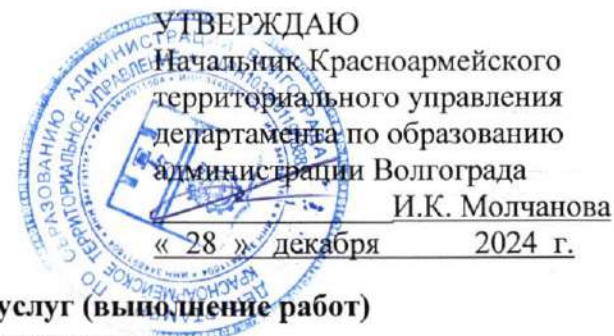 УТВЕРЖДАЮ
Начальник Красноармейского
территориального управления
департамента по образованию
администрации Волгограда
И.К. Молчанова
« 28 » декабря 2024 г.
услуг (выполнение работ)